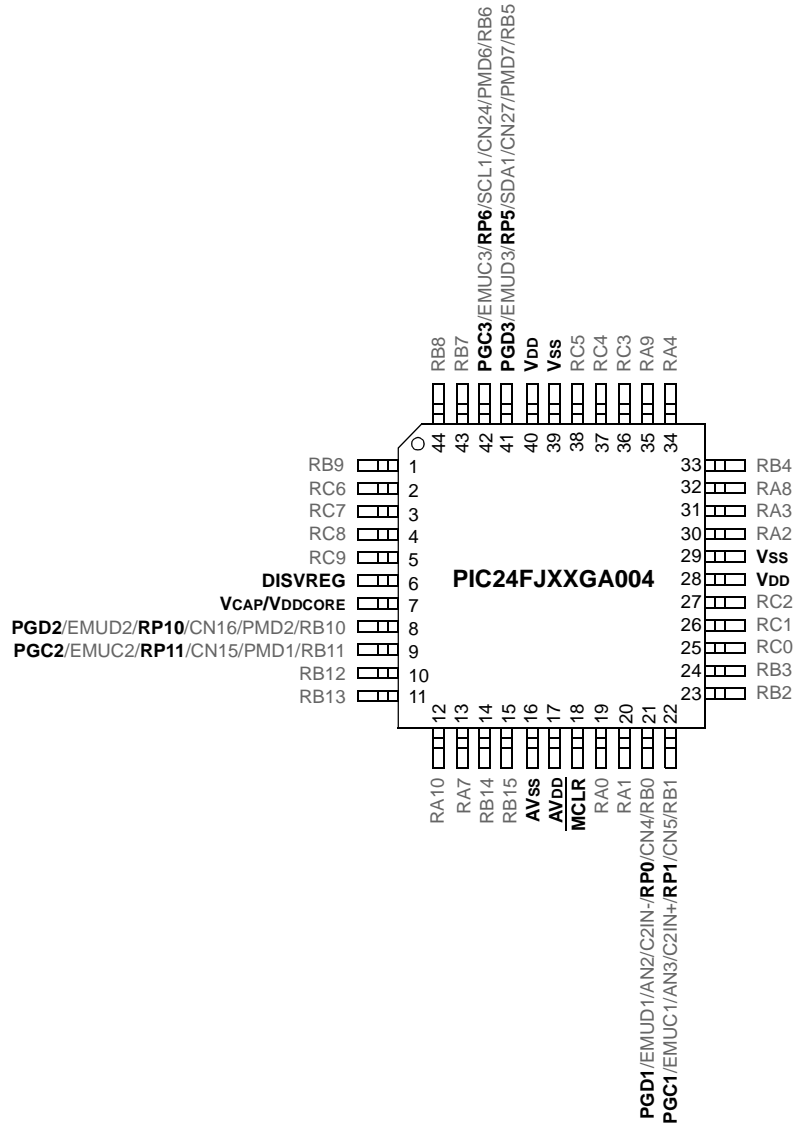 PGC3/EMUC3/RP6/SCL1/CN24/PMD6/RB6
PGD3/EMUD3/RP5/SDA1/CN27/PMD7/RB5
RB8
RB7
VDD
VSS
RC5
RC4
RC3
RA9
RA4
44
43
42
41
40
39
38
37
36
35
34
RB9 1
RC6 2
RC7 3
RC8 4
RC9 5
DISVREG 6
VCAP/VDDCORE 7
PGD2/EMUD2/RP10/CN16/PMD2/RB10 8
PGC2/EMUC2/RP11/CN15/PMD1/RB11 9
RB12 10
RB13 11
PIC24FJXXGA004
33 RB4
32 RA8
31 RA3
30 RA2
29 VSS
28 VDD
27 RC2
26 RC1
25 RC0
24 RB3
23 RB2
12
13
14
15
16
17
18
19
20
21
22
RA10
RA7
RB14
RB15
AVSS
AVDD
MCLR
RA0
RA1
PGD1/EMUD1/AN2/C2IN-/RP0/CN4/RB0
PGC1/EMUC1/AN3/C2IN+/RP1/CN5/RB1